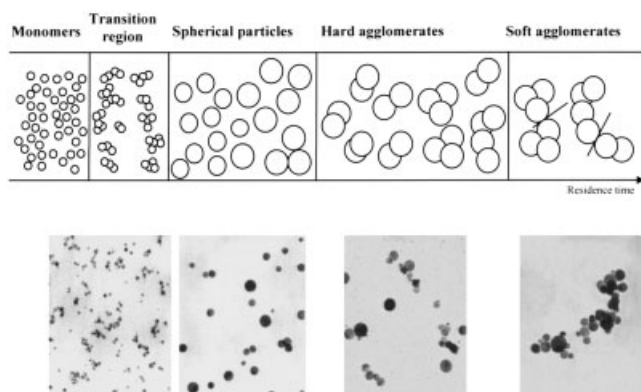 Monomers
Transition
region
Spherical particles
Hard agglomerates
Soft agglomerates
Residence time